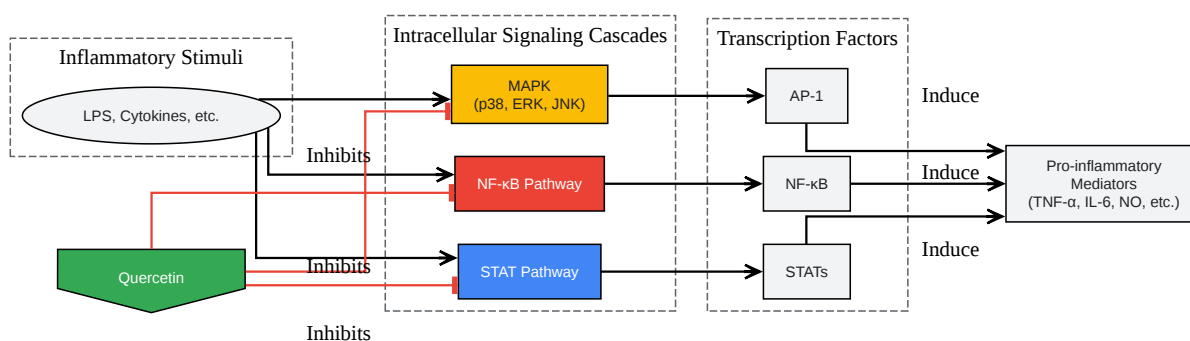 Inflammatory Stimuli
LPS, Cytokines, etc.
Intracellular Signaling Cascades
MAPK
(p38, ERK, JNK)
NF-κB Pathway
STAT Pathway
Transcription Factors
AP-1
NF-κB
STATs
Induce
Induce
Induce
Pro-inflammatory
Mediators
(TNF-α, IL-6, NO, etc.)
Inhibits
Inhibits
Inhibits
Quercetin